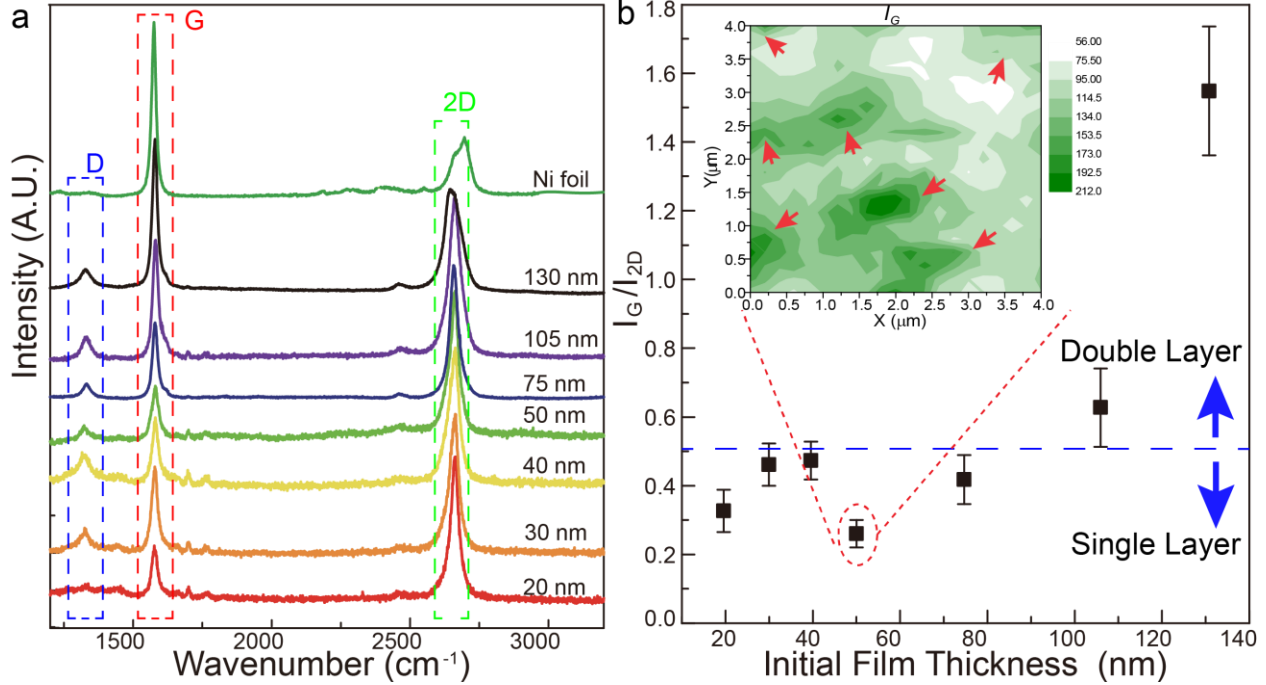 a
G
2D
D
Ni foil
130 nm
105 nm
75 nm
50 nm
40 nm
30 nm
20 nm
Intensity (A.U.)
1500
2000
2500
3000
Wavenumber (cm⁻¹)
b
1.8
1.6
1.4
1.2
1.0
0.8
0.6
0.4
0.2
0.0
I_G/I_2D
20
40
60
80
100
120
140
Initial Film Thickness (nm)
I_G
4.0
3.5
3.0
2.5
2.0
1.5
1.0
0.5
0.0
Y(μm)
0.0 0.5 1.0 1.5 2.0 2.5 3.0 3.5 4.0
X (μm)
56.00
75.50
95.00
114.5
134.0
153.5
173.0
192.5
212.0
Double Layer
Single Layer